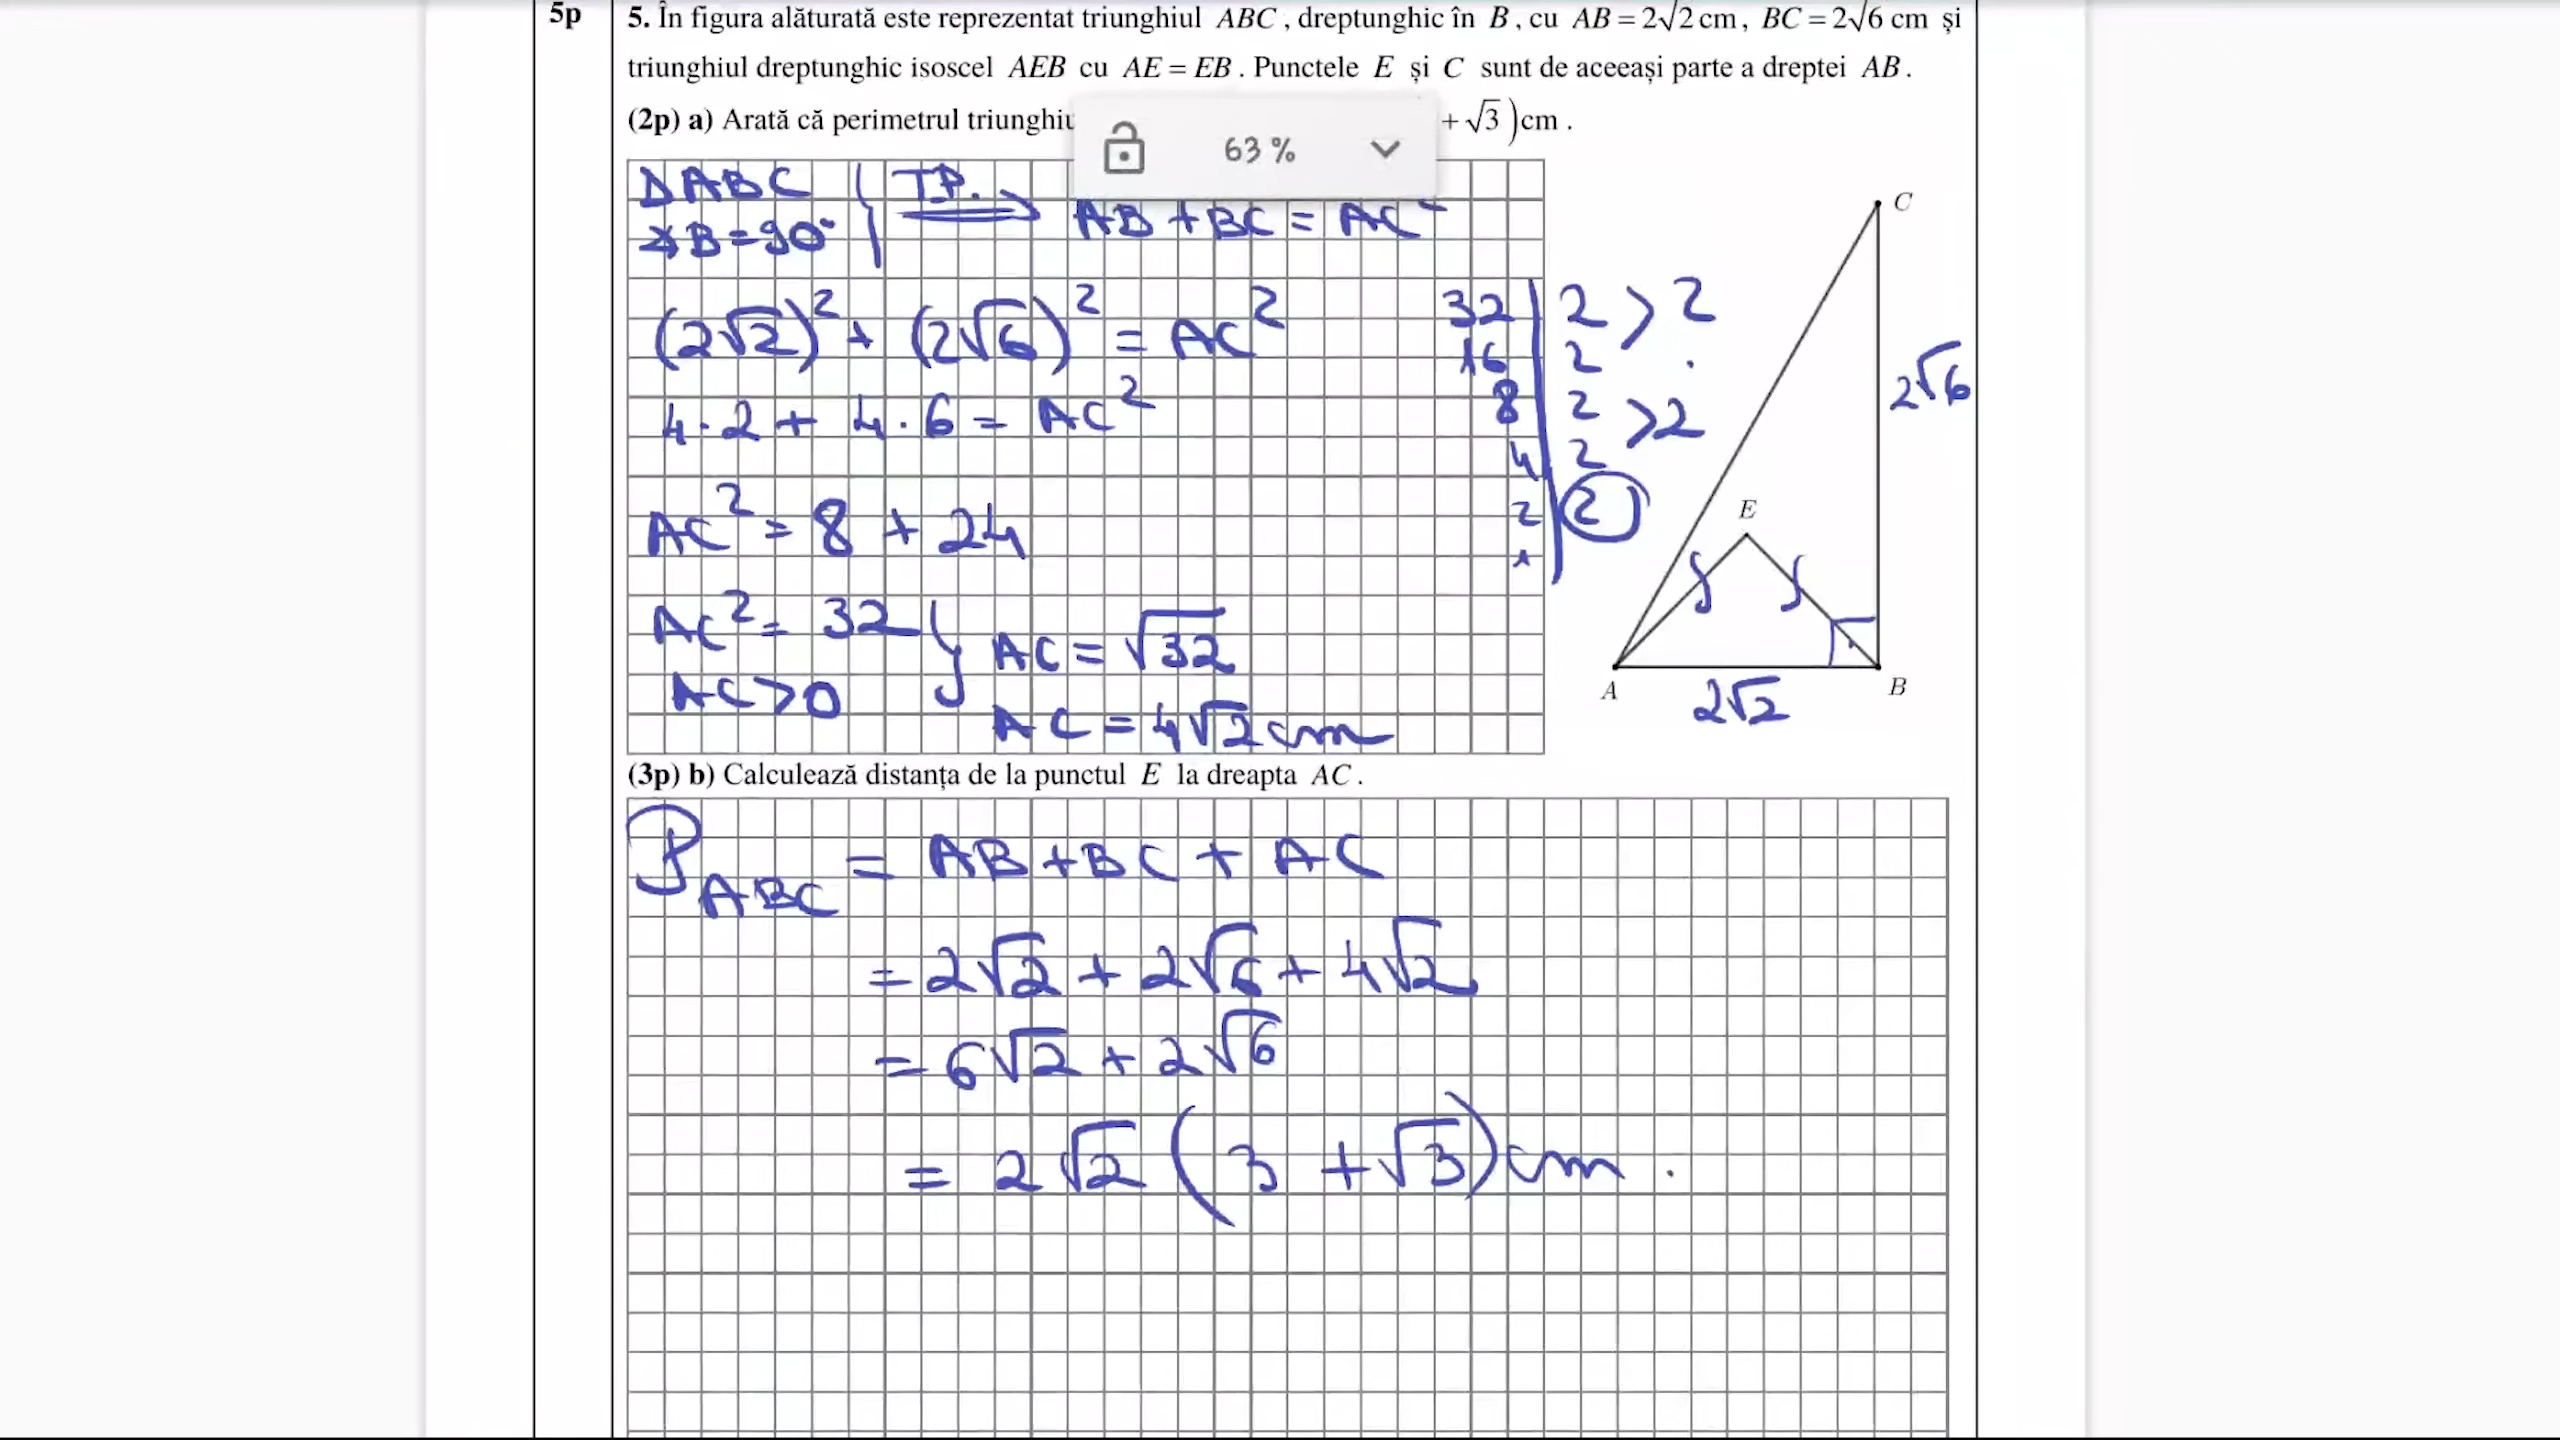 5p
5. În figura alăturată este reprezentat triunghiul ABC, dreptunghic în B, cu AB = 2√2 cm, BC = 2√6 cm și
triunghiul dreptunghic isoscel AEB cu AE = EB. Punctele E și C sunt de aceeași parte a dreptei AB.
(2p) a) Arată că perimetrul + √3 ) cm.
63 %
ΔABC } T.P. ⟹ AB + BC = AC
∢B = 90°
(2√2)² + (2√6)² = AC²
4 · 2 + 4 · 6 = AC²
AC² = 8 + 24
AC² = 32 } AC = √32
AC > 0
AC = 4√2 cm
32 | 2 > 2
16 | 2 .
8 | 2 > 2
4 | 2
2 | 2
1
C
2√6
E
A
B
2√2
(3p) b) Calculează distanța de la punctul E la dreapta AC.
P ABC = AB + BC + AC
= 2√2 + 2√6 + 4√2
= 6√2 + 2√6
= 2√2 (3 + √3) cm .